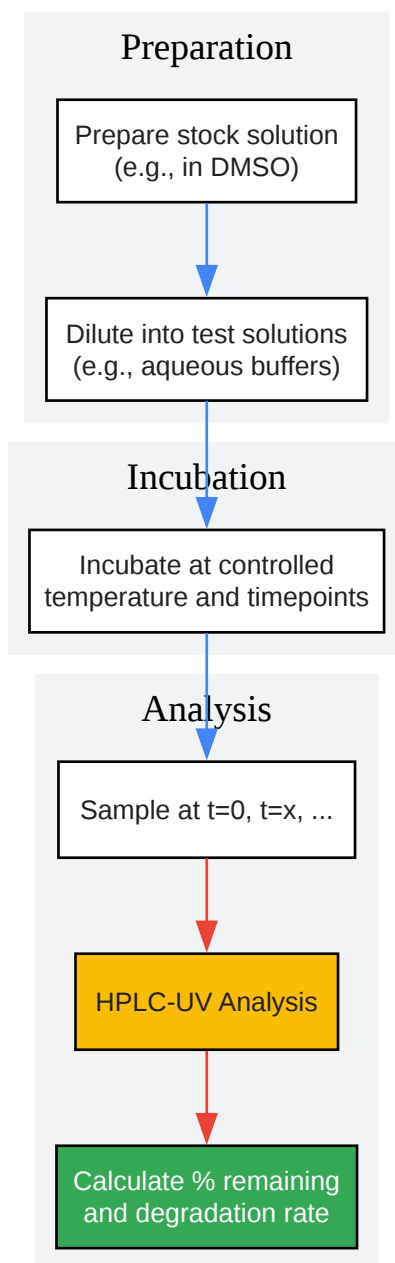 Preparation
Prepare stock solution
(e.g., in DMSO)
Dilute into test solutions
(e.g., aqueous buffers)
Incubation
Incubate at controlled
temperature and timepoints
Analysis
Sample at t=0, t=x, ...
HPLC-UV Analysis
Calculate % remaining
and degradation rate